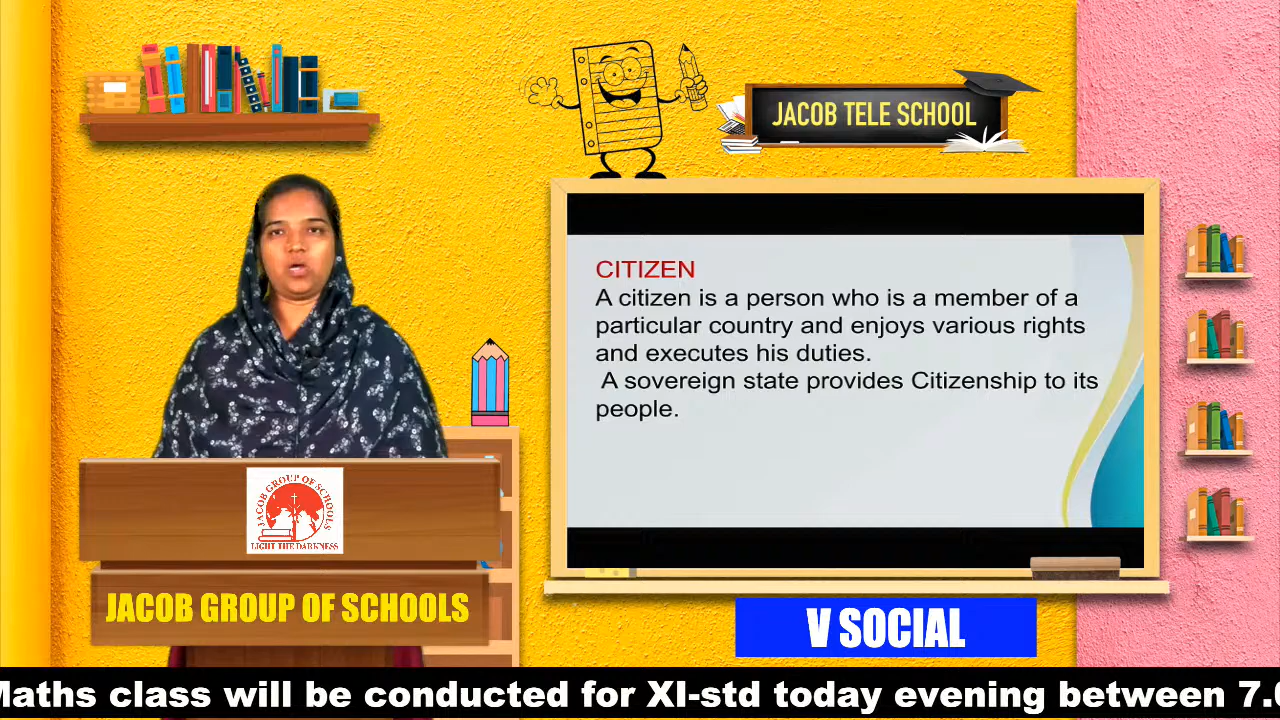 JACOB TELE SCHOOL
CITIZEN
A citizen is a person who is a member of a
particular country and enjoys various rights
and executes his duties.
A sovereign state provides Citizenship to its
people.
JACOB GROUP OF SCHOOLS
LIGHT THE DARKNESS
JACOB GROUP OF SCHOOLS
V SOCIAL
Maths class will be conducted for XI-std today evening between 7.